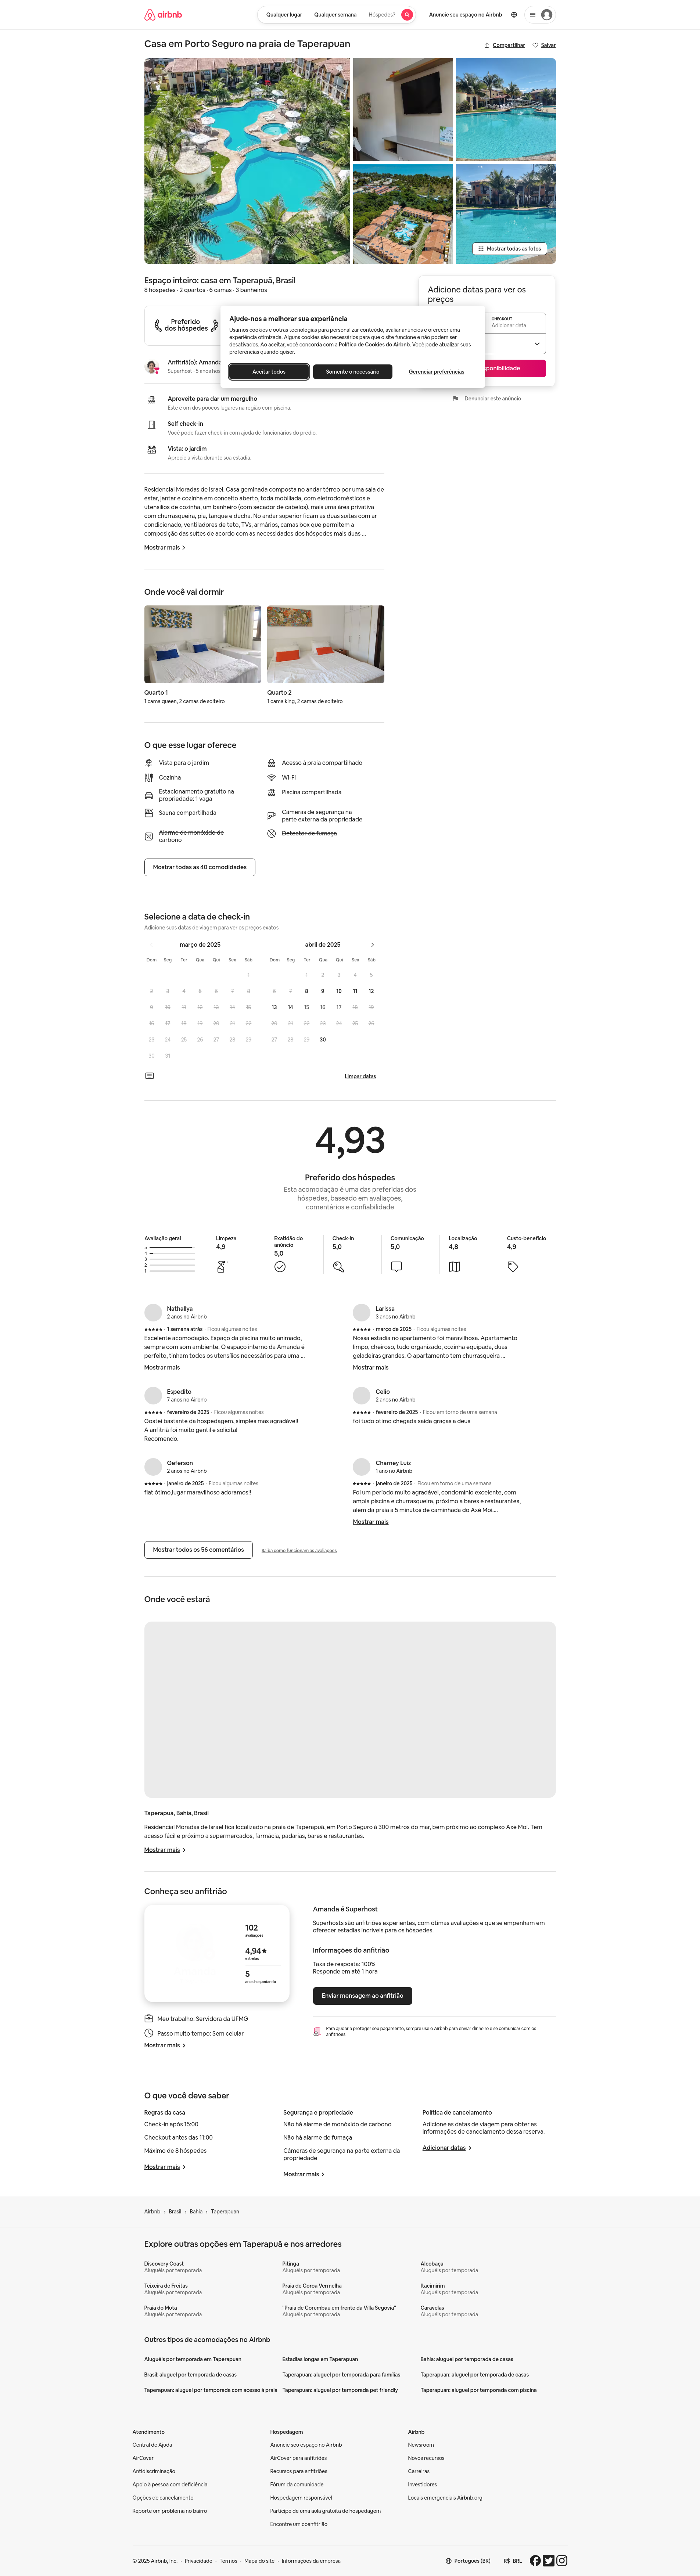 airbnb
Qualquer lugar
Qualquer semana
Hóspedes?
Anuncie seu espaço no Airbnb
Casa em Porto Seguro na praia de Taperapuan
Compartilhar
Salvar
Mostrar todas as fotos
Espaço inteiro: casa em Taperapuã, Brasil
8 hóspedes · 2 quartos · 6 camas · 3 banheiros
Adicione datas para ver os
preços
CHECKOUT
Adicionar data
Denunciar este anúncio
Preferido
dos hóspedes
Ajude-nos a melhorar sua experiência
Usamos cookies e outras tecnologias para personalizar conteúdo, avaliar anúncios e oferecer uma
experiência otimizada. Alguns cookies são necessários para que o site funcione e não podem ser
desativados. Ao aceitar, você concorda com a Política de Cookies do Airbnb. Você pode atualizar suas
preferências quando quiser.
Aceitar todos
Somente o necessário
Gerenciar preferências
Anfitriã(o): Amanda
Superhost · 5 anos
Aproveite para dar um mergulho
Este é um dos poucos lugares na região com piscina.
Self check-in
Você pode fazer check-in com ajuda de funcionários do prédio.
Vista: o jardim
Aprecie a vista durante sua estadia.
Residencial Moradas de Israel. Casa geminada composta no andar térreo por uma sala de
estar, jantar e cozinha em conceito aberto, toda mobiliada, com eletrodomésticos e
utensílios de cozinha, um banheiro (com secador de cabelos), mais uma área privativa
com churrasqueira, pia, tanque e ducha. No andar superior ficam as duas suítes com ar
condicionado, ventiladores de teto, TVs, armários, camas box que permitem a
composição das suítes de acordo com as necessidades dos hóspedes mais duas ...
Mostrar mais
Onde você vai dormir
Quarto 1
1 cama queen, 2 camas de solteiro
Quarto 2
1 cama king, 2 camas de solteiro
O que esse lugar oferece
Vista para o jardim
Acesso à praia compartilhado
Cozinha
Wi-Fi
Estacionamento gratuito na
propriedade: 1 vaga
Piscina compartilhada
Sauna compartilhada
Câmeras de segurança na
parte externa da propriedade
Alarme de monóxido de
carbono
Detector de fumaça
Mostrar todas as 40 comodidades
Selecione a data de check-in
Adicione suas datas de viagem para ver os preços exatos
março de 2025
Dom Seg Ter Qua Qui Sex Sáb
1
2 3 4 5 6 7 8
9 10 11 12 13 14 15
16 17 18 19 20 21 22
23 24 25 26 27 28 29
30 31
abril de 2025
Dom Seg Ter Qua Qui Sex Sáb
1 2 3 4 5
6 7 8 9 10 11 12
13 14 15 16 17 18 19
20 21 22 23 24 25 26
27 28 29 30
Limpar datas
4,93
Preferido dos hóspedes
Esta acomodação é uma das preferidas dos
hóspedes, baseado em avaliações,
comentários e confiabilidade
Avaliação geral
5
4
3
2
1
Limpeza
4,9
Exatidão do
anúncio
5,0
Check-in
5,0
Comunicação
5,0
Localização
4,8
Custo-benefício
4,9
Nathallya
2 anos no Airbnb
1 semana atrás · Ficou algumas noites
Excelente acomodação. Espaço da piscina muito animado,
sempre com som ambiente. O espaço interno da Amanda é
perfeito, tinham todos os utensílios necessários para uma ...
Mostrar mais
Larissa
3 anos no Airbnb
março de 2025 · Ficou algumas noites
Nossa estadia no apartamento foi maravilhosa. Apartamento
limpo, cheiroso, tudo organizado, cozinha equipada, duas
geladeiras grandes. O apartamento tem churrasqueira ...
Mostrar mais
Espedito
7 anos no Airbnb
fevereiro de 2025 · Ficou algumas noites
Gostei bastante da hospedagem, simples mas agradável!
A anfitriã foi muito gentil e solicita!
Recomendo.
Celio
2 anos no Airbnb
fevereiro de 2025 · Ficou em torno de uma semana
foi tudo otimo chegada saida graças a deus
Geferson
2 anos no Airbnb
janeiro de 2025 · Ficou algumas noites
flat ótimo,lugar maravilhoso adoramos!!
Charney Luiz
1 ano no Airbnb
janeiro de 2025 · Ficou em torno de uma semana
Foi um período muito agradável, condomínio excelente, com
ampla piscina e churrasqueira, próximo a bares e restaurantes,
além da praia a 5 minutos de caminhada do Axé Moi....
Mostrar mais
Mostrar todos os 56 comentários
Saiba como funcionam as avaliações
Onde você estará
Taperapuã, Bahia, Brasil
Residencial Moradas de Israel fica localizado na praia de Taperapuã, em Porto Seguro à 300 metros do mar, bem próximo ao complexo Axé Moi. Tem
acesso fácil e próximo a supermercados, farmácia, padarias, bares e restaurantes.
Mostrar mais
Conheça seu anfitrião
102
avaliações
4,94
estrelas
5
anos hospedando
Meu trabalho: Servidora da UFMG
Passo muito tempo: Sem celular
Mostrar mais
Amanda é Superhost
Superhosts são anfitriões experientes, com ótimas avaliações e que se empenham em
oferecer estadias incríveis para os hóspedes.
Informações do anfitrião
Taxa de resposta: 100%
Responde em até 1 hora
Enviar mensagem ao anfitrião
Para ajudar a proteger seu pagamento, sempre use o Airbnb para enviar dinheiro e se comunicar com os
anfitriões.
O que você deve saber
Regras da casa
Check-in após 15:00
Checkout antes das 11:00
Máximo de 8 hóspedes
Mostrar mais
Segurança e propriedade
Não há alarme de monóxido de carbono
Não há alarme de fumaça
Câmeras de segurança na parte externa da
propriedade
Mostrar mais
Política de cancelamento
Adicione as datas de viagem para obter as
informações de cancelamento dessa reserva.
Adicionar datas
Airbnb
Brasil
Bahia
Taperapuan
Explore outras opções em Taperapuã e nos arredores
Discovery Coast
Aluguéis por temporada
Pitinga
Aluguéis por temporada
Alcobaça
Aluguéis por temporada
Teixeira de Freitas
Aluguéis por temporada
Praia de Coroa Vermelha
Aluguéis por temporada
Itacimirim
Aluguéis por temporada
Praia do Muta
Aluguéis por temporada
"Praia de Corumbau em frente da Villa Segovia"
Aluguéis por temporada
Caravelas
Aluguéis por temporada
Outros tipos de acomodações no Airbnb
Aluguéis por temporada em Taperapuan
Estadias longas em Taperapuan
Bahia: aluguel por temporada de casas
Brasil: aluguel por temporada de casas
Taperapuan: aluguel por temporada para famílias
Taperapuan: aluguel por temporada de casas
Taperapuan: aluguel por temporada com acesso à praia
Taperapuan: aluguel por temporada pet friendly
Taperapuan: aluguel por temporada com piscina
Atendimento
Central de Ajuda
AirCover
Antidiscriminação
Apoio à pessoa com deficiência
Opções de cancelamento
Reporte um problema no bairro
Hospedagem
Anuncie seu espaço no Airbnb
AirCover para anfitriões
Recursos para anfitriões
Fórum da comunidade
Hospedagem responsável
Participe de uma aula gratuita de hospedagem
Encontre um coanfitrião
Airbnb
Newsroom
Novos recursos
Carreiras
Investidores
Locais emergenciais Airbnb.org
© 2025 Airbnb, Inc. · Privacidade · Termos · Mapa do site · Informações da empresa
Português (BR)
R$ BRL